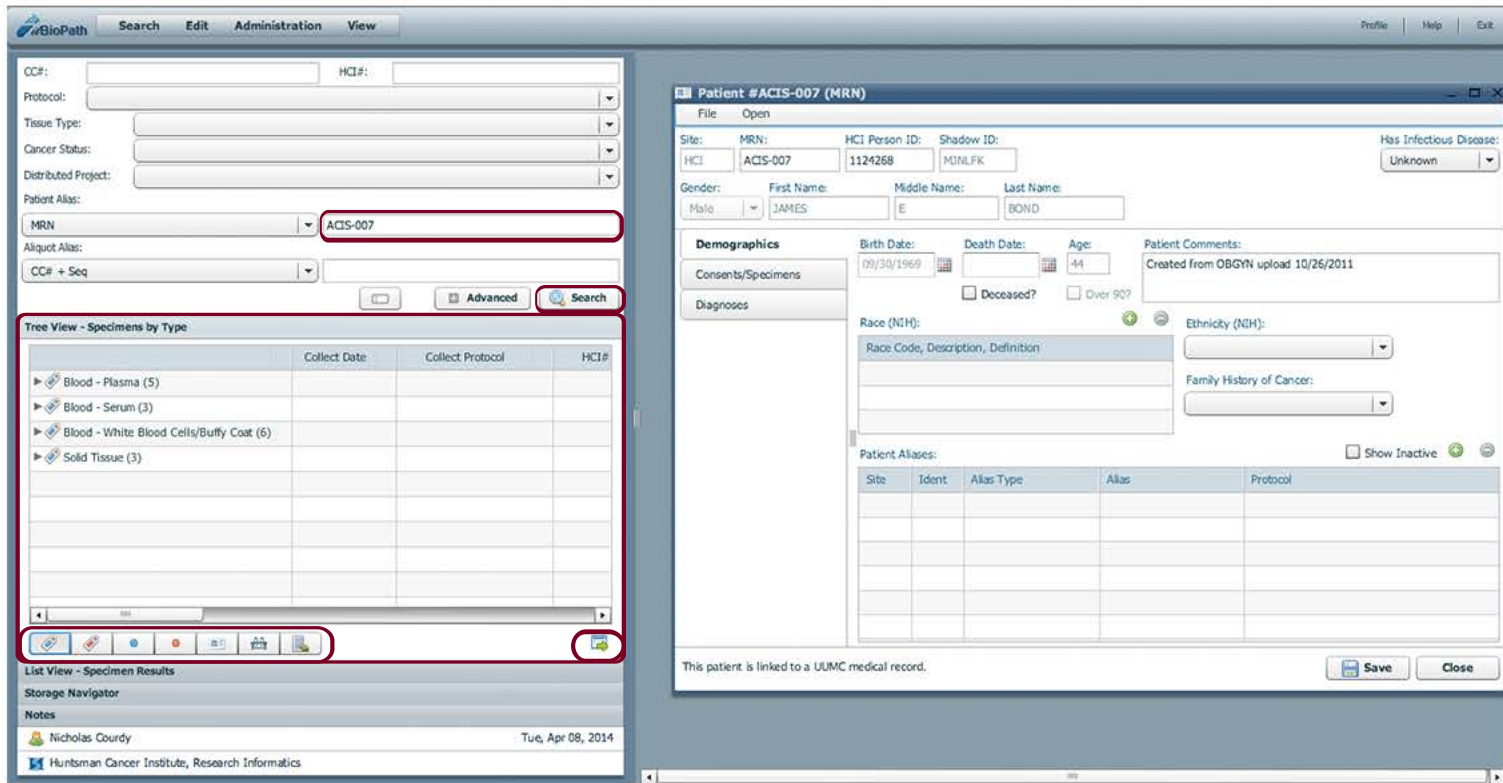 itBioPath Search Edit Administration View Profile Help Exit
CC#: HCI#:
Protocol:
Tissue Type:
Cancer Status:
Distributed Project:
Patient Alias:
MRN ACIS-007
Aliquot Alias:
CC# + Seq
Advanced Search
Tree View - Specimens by Type
Collect Date Collect Protocol HCI#
Blood - Plasma (5)
Blood - Serum (3)
Blood - White Blood Cells/Buffy Coat (6)
Solid Tissue (3)
List View - Specimen Results
Storage Navigator
Notes
Nicholas Courdy Tue, Apr 08, 2014
Huntsman Cancer Institute, Research Informatics
Patient #ACIS-007 (MRN)
File Open
Site: MRN: HCI Person ID: Shadow ID: Has Infectious Disease:
HCI ACIS-007 1124268 MJNLFK Unknown
Gender: First Name: Middle Name: Last Name:
Male JAMES E BOND
Demographics
Consents/Specimens
Diagnoses
Birth Date: Death Date: Age: Patient Comments:
09/30/1969 44 Created from OBGYN upload 10/26/2011
Deceased? Over 90?
Race (NIH): Ethnicity (NIH):
Race Code, Description, Definition
Family History of Cancer:
Patient Aliases: Show Inactive
Site Ident Alias Type Alias Protocol
This patient is linked to a UUMC medical record. Save Close